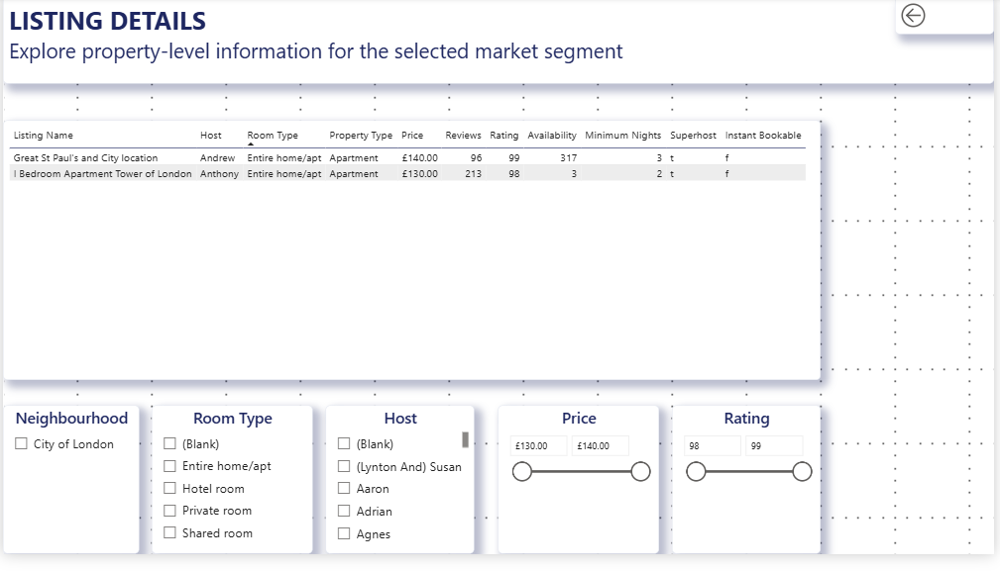 LISTING DETAILS
Explore property-level information for the selected market segment
Listing Name Host Room Type Property Type Price Reviews Rating Availability Minimum Nights Superhost Instant Bookable
Great St Paul's and City location Andrew Entire home/apt Apartment £140.00 96 99 317 3 t f
I Bedroom Apartment Tower of London Anthony Entire home/apt Apartment £130.00 213 98 3 2 t f
Neighbourhood
City of London
Room Type
(Blank)
Entire home/apt
Hotel room
Private room
Shared room
Host
(Blank)
(Lynton And) Susan
Aaron
Adrian
Agnes
Price
£130.00 £140.00
Rating
98 99